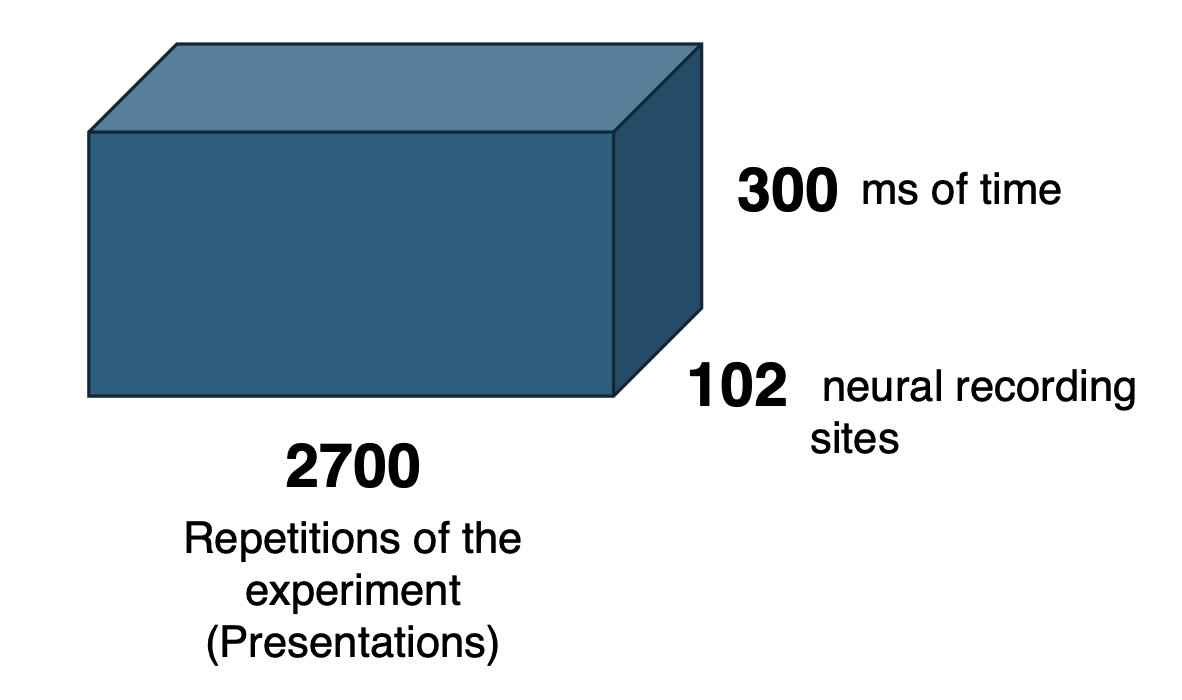 300 ms of time
102 neural recording
sites
2700
Repetitions of the
experiment
(Presentations)